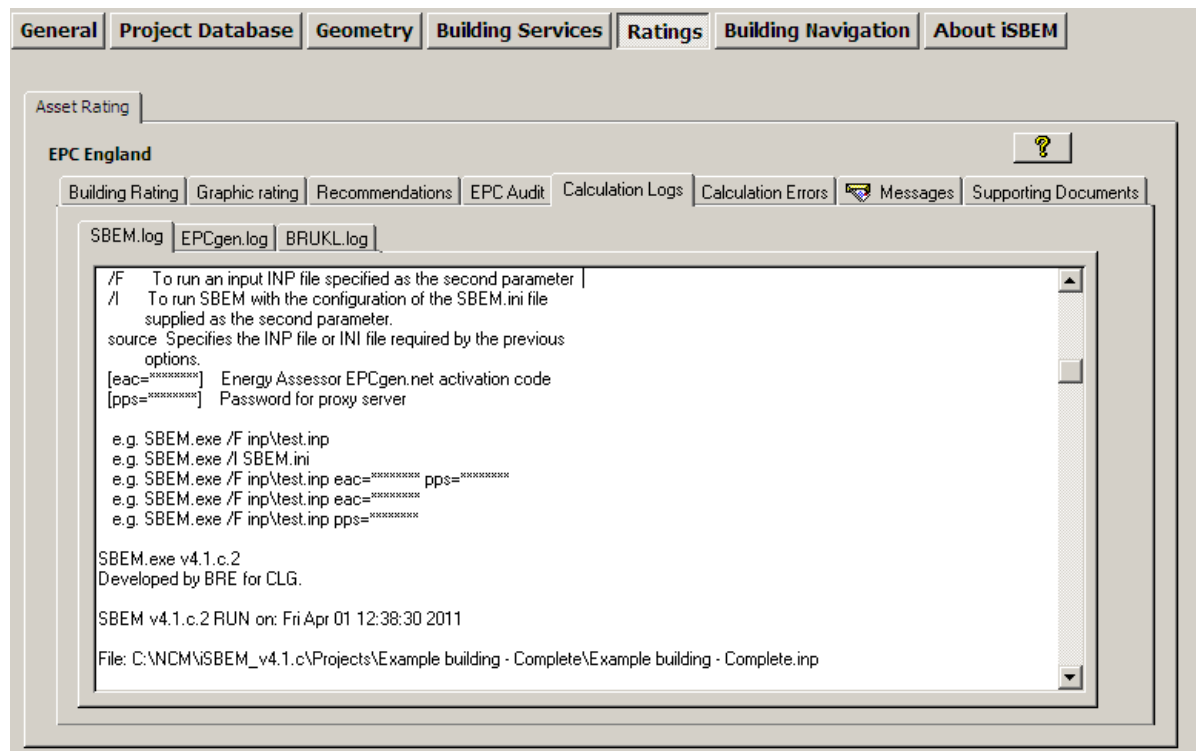 General Project Database Geometry Building Services Ratings Building Navigation About iSBEM
Asset Rating
EPC England
?
Building Rating Graphic rating Recommendations EPC Audit Calculation Logs Calculation Errors Messages Supporting Documents
SBEM.log EPCgen.log BRUKL.log
/F To run an input INP file specified as the second parameter
/I To run SBEM with the configuration of the SBEM.ini file
supplied as the second parameter.
source Specifies the INP file or INI file required by the previous
options.
[eac=********] Energy Assessor EPCgen.net activation code
[pps=********] Password for proxy server
e.g. SBEM.exe /F inp\test.inp
e.g. SBEM.exe /I SBEM.ini
e.g. SBEM.exe /F inp\test.inp eac=******** pps=********
e.g. SBEM.exe /F inp\test.inp eac=********
e.g. SBEM.exe /F inp\test.inp pps=********
SBEM.exe v4.1.c.2
Developed by BRE for CLG.
SBEM v4.1.c.2 RUN on: Fri Apr 01 12:38:30 2011
File: C:\NCM\iSBEM_v4.1.c\Projects\Example building - Complete\Example building - Complete.inp